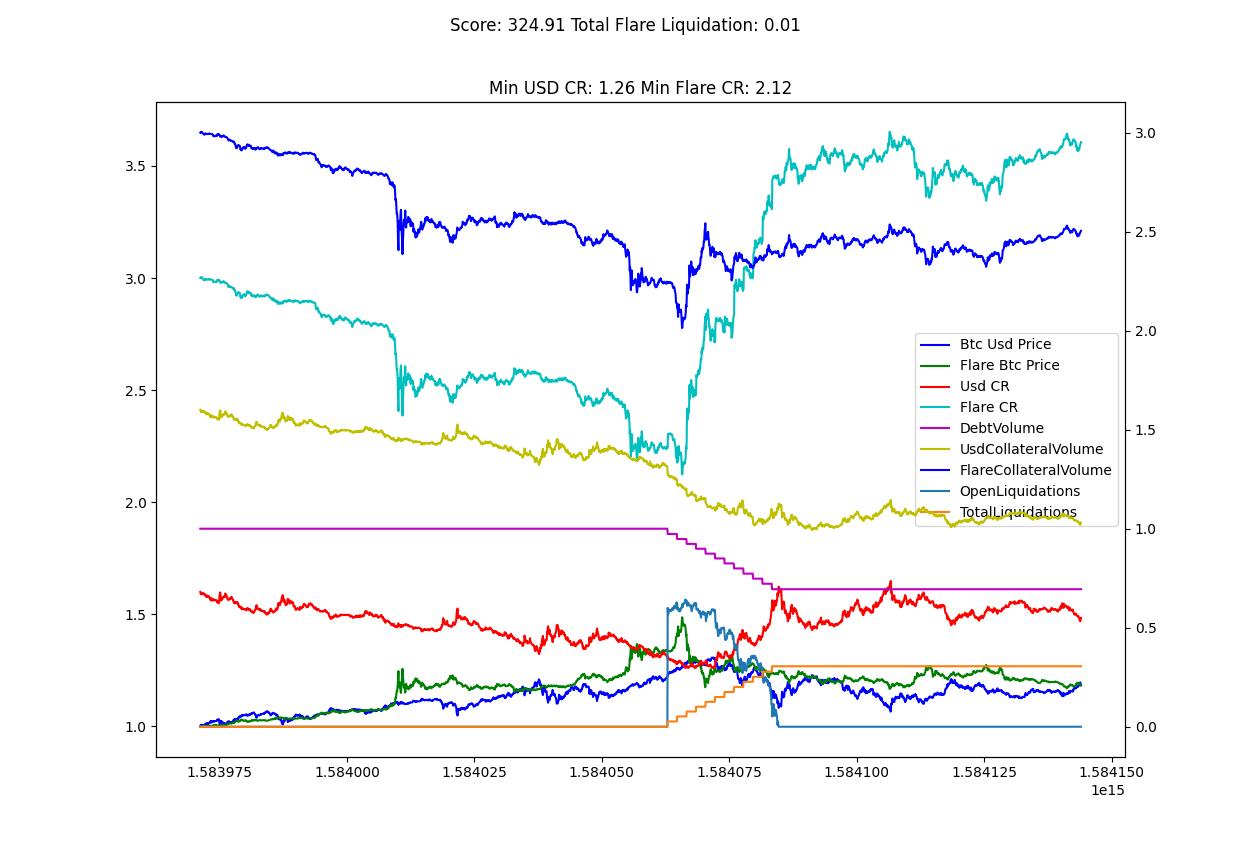 Score: 324.91 Total Flare Liquidation: 0.01
Min USD CR: 1.26 Min Flare CR: 2.12
3.5
3.0
2.5
2.0
1.5
1.0
3.0
2.5
2.0
1.5
1.0
0.5
0.0
Btc Usd Price
Flare Btc Price
Usd CR
Flare CR
DebtVolume
UsdCollateralVolume
FlareCollateralVolume
OpenLiquidations
TotalLiquidations
1.583975 1.584000 1.584025 1.584050 1.584075 1.584100 1.584125 1.584150
1e15